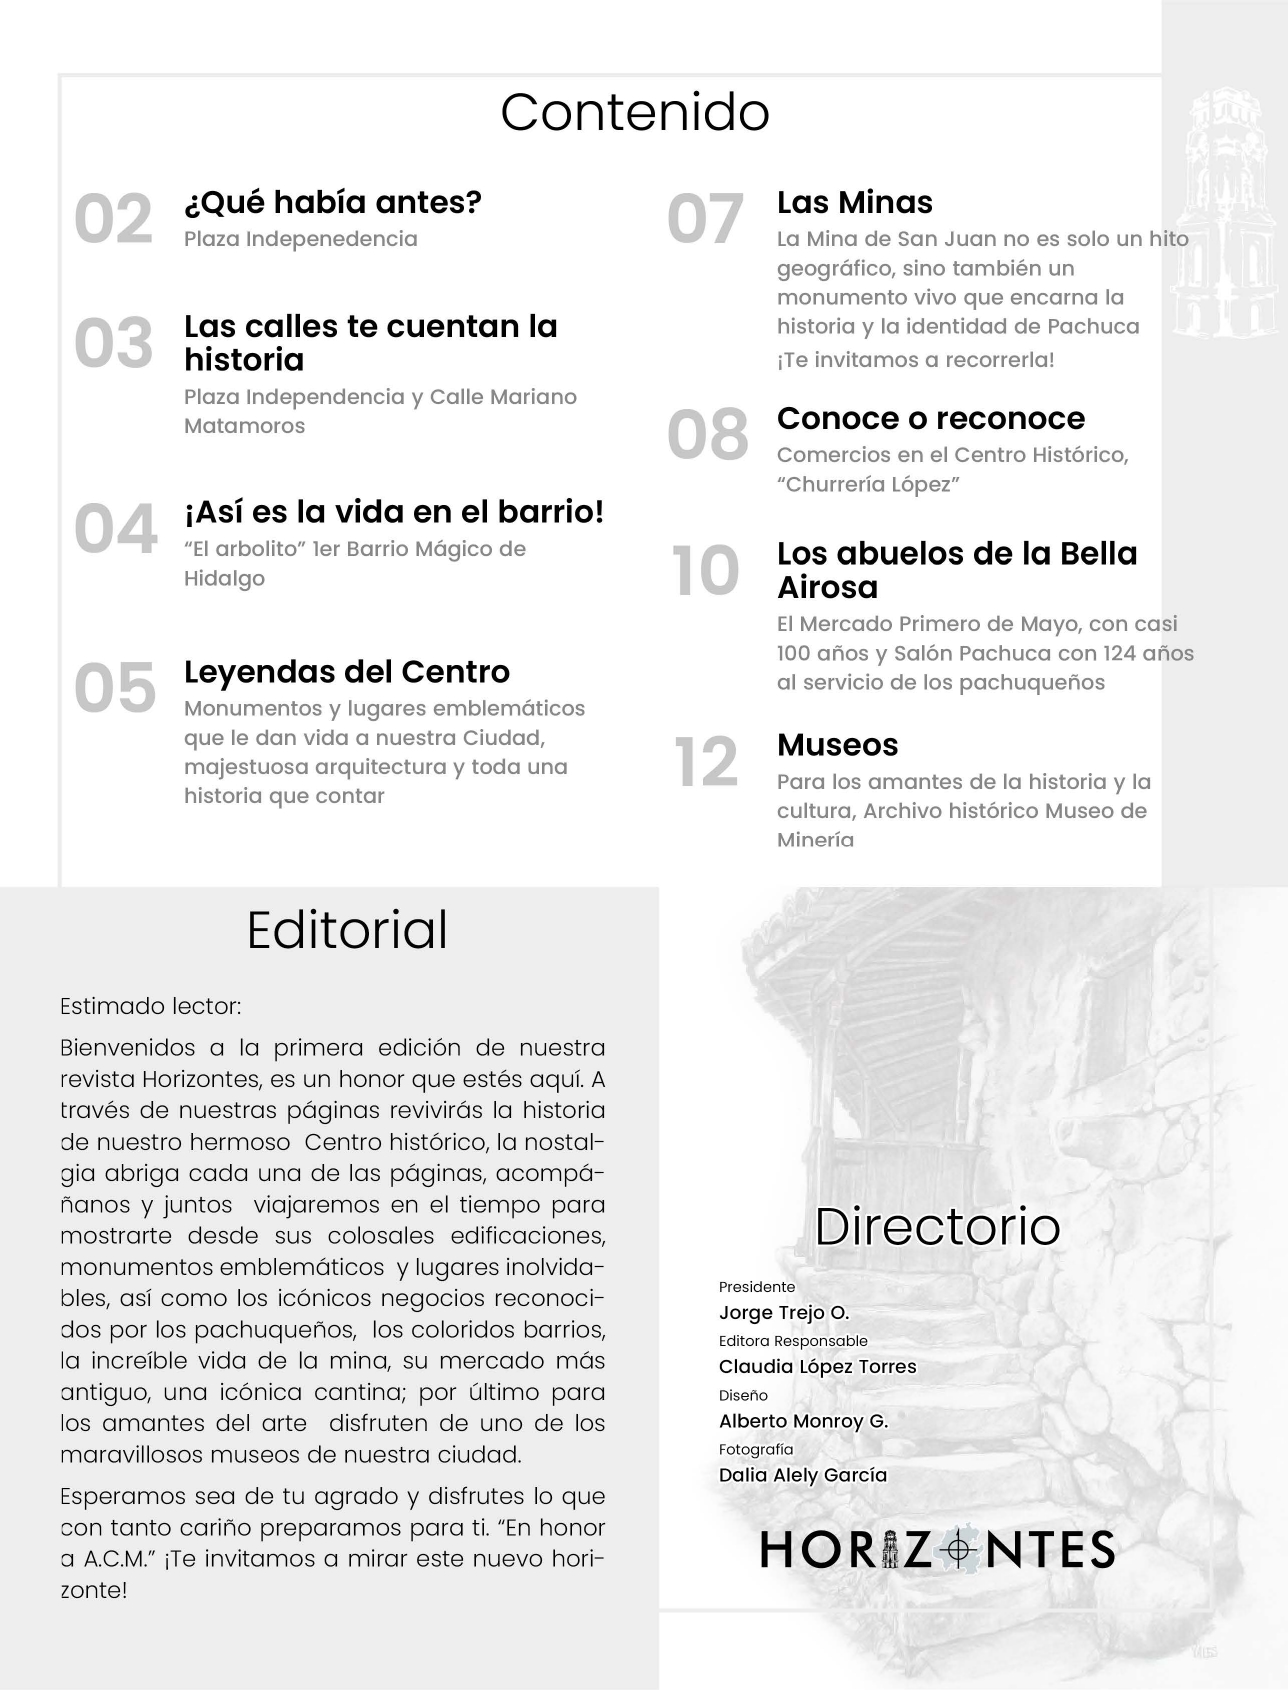 Contenido
02
¿Qué había antes?
Plaza Indepenedencia
03
Las calles te cuentan la
historia
Plaza Independencia y Calle Mariano
Matamoros
04
¡Así es la vida en el barrio!
“El arbolito” 1er Barrio Mágico de
Hidalgo
05
Leyendas del Centro
Monumentos y lugares emblemáticos
que le dan vida a nuestra Ciudad,
majestuosa arquitectura y toda una
historia que contar
07
Las Minas
La Mina de San Juan no es solo un hito
geográfico, sino también un
monumento vivo que encarna la
historia y la identidad de Pachuca
¡Te invitamos a recorrerla!
08
Conoce o reconoce
Comercios en el Centro Histórico,
“Churrería López”
10
Los abuelos de la Bella
Airosa
El Mercado Primero de Mayo, con casi
100 años y Salón Pachuca con 124 años
al servicio de los pachuqueños
12
Museos
Para los amantes de la historia y la
cultura, Archivo histórico Museo de
Minería
Editorial
Estimado lector:
Bienvenidos a la primera edición de nuestra
revista Horizontes, es un honor que estés aquí. A
través de nuestras páginas revivirás la historia
de nuestro hermoso Centro histórico, la nostal-
gia abriga cada una de las páginas, acompá-
ñanos y juntos viajaremos en el tiempo para
mostrarte desde sus colosales edificaciones,
monumentos emblemáticos y lugares inolvida-
bles, así como los icónicos negocios reconoci-
dos por los pachuqueños, los coloridos barrios,
la increíble vida de la mina, su mercado más
antiguo, una icónica cantina; por último para
los amantes del arte disfruten de uno de los
maravillosos museos de nuestra ciudad.
Esperamos sea de tu agrado y disfrutes lo que
con tanto cariño preparamos para ti. “En honor
a A.C.M.” ¡Te invitamos a mirar este nuevo hori-
zonte!
Directorio
Presidente
Jorge Trejo O.
Editora Responsable
Claudia López Torres
Diseño
Alberto Monroy G.
Fotografía
Dalia Alely García
HORIZONTES